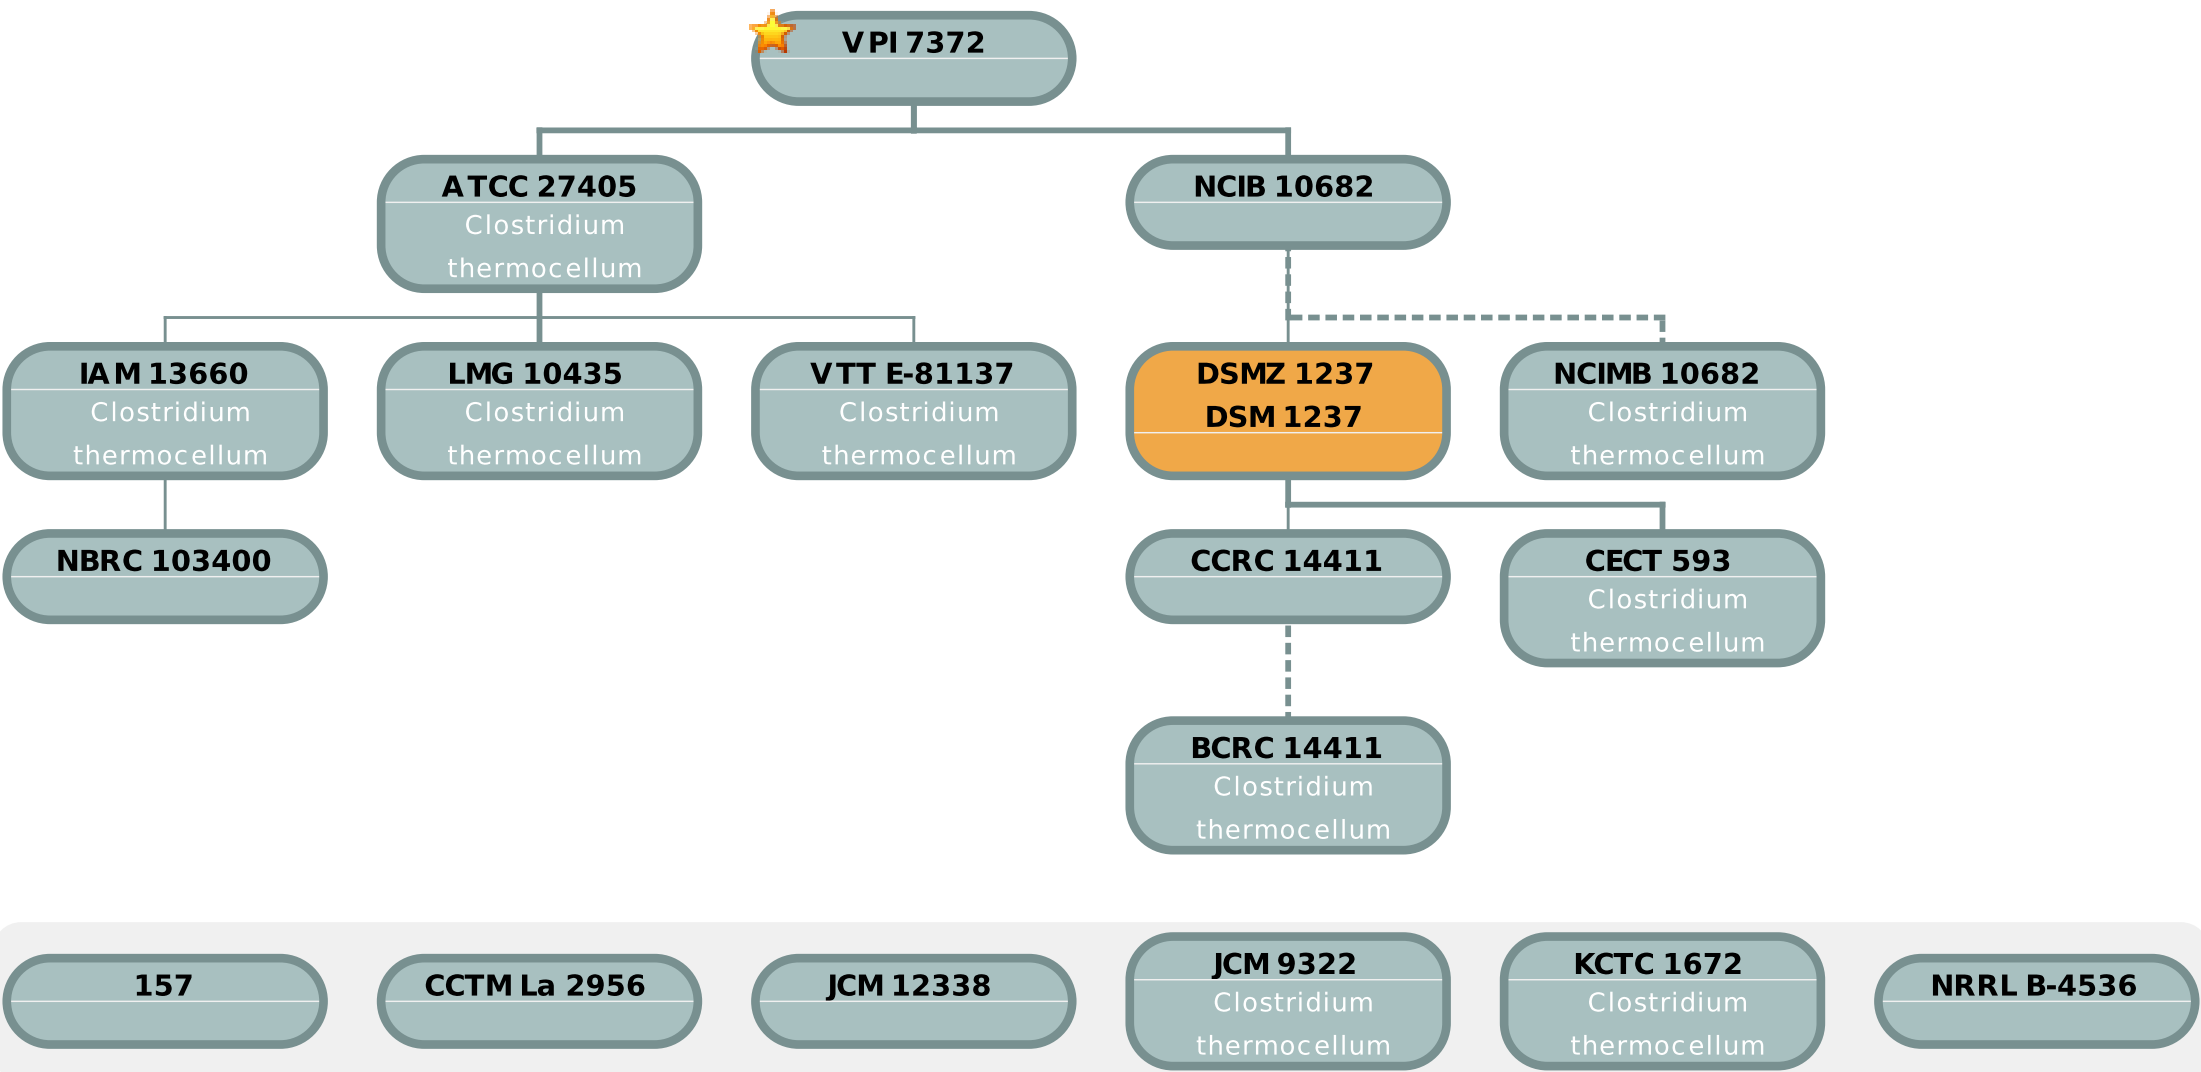 VPI 7372
ATCC 27405
Clostridium
thermocellum
NCIB 10682
IAM 13660
Clostridium
thermocellum
LMG 10435
Clostridium
thermocellum
VTT E-81137
Clostridium
thermocellum
DSMZ 1237
DSM 1237
NCIMB 10682
Clostridium
thermocellum
NBRC 103400
CCRC 14411
CECT 593
Clostridium
thermocellum
BCRC 14411
Clostridium
thermocellum
157
CCTM La 2956
JCM 12338
JCM 9322
Clostridium
thermocellum
KCTC 1672
Clostridium
thermocellum
NRRL B-4536